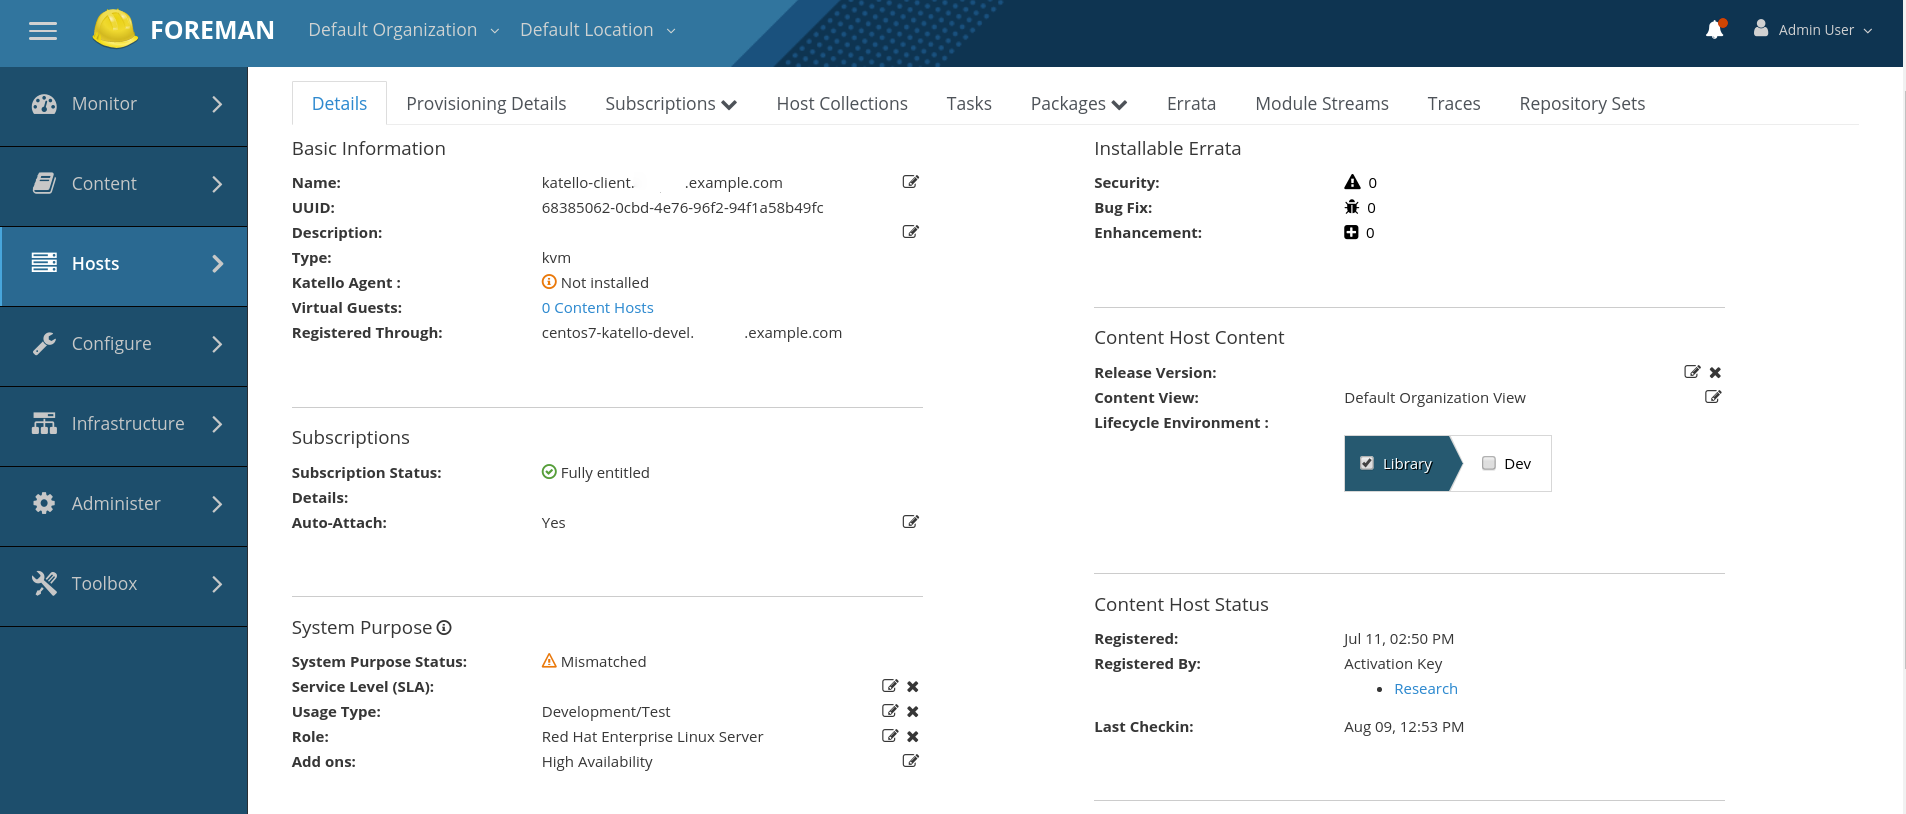 FOREMAN Default Organization Default Location Admin User
Monitor
Content
Hosts
Configure
Infrastructure
Administer
Toolbox
Details Provisioning Details Subscriptions Host Collections Tasks Packages Errata Module Streams Traces Repository Sets
Basic Information
Name: katello-client. .example.com
UUID: 68385062-0cbd-4e76-96f2-94f1a58b49fc
Description:
Type: kvm
Katello Agent : Not installed
Virtual Guests: 0 Content Hosts
Registered Through: centos7-katello-devel. .example.com
Subscriptions
Subscription Status: Fully entitled
Details:
Auto-Attach: Yes
System Purpose
System Purpose Status: Mismatched
Service Level (SLA):
Usage Type: Development/Test
Role: Red Hat Enterprise Linux Server
Add ons: High Availability
Installable Errata
Security: 0
Bug Fix: 0
Enhancement: 0
Content Host Content
Release Version:
Content View: Default Organization View
Lifecycle Environment :
Library Dev
Content Host Status
Registered: Jul 11, 02:50 PM
Registered By: Activation Key
• Research
Last Checkin: Aug 09, 12:53 PM